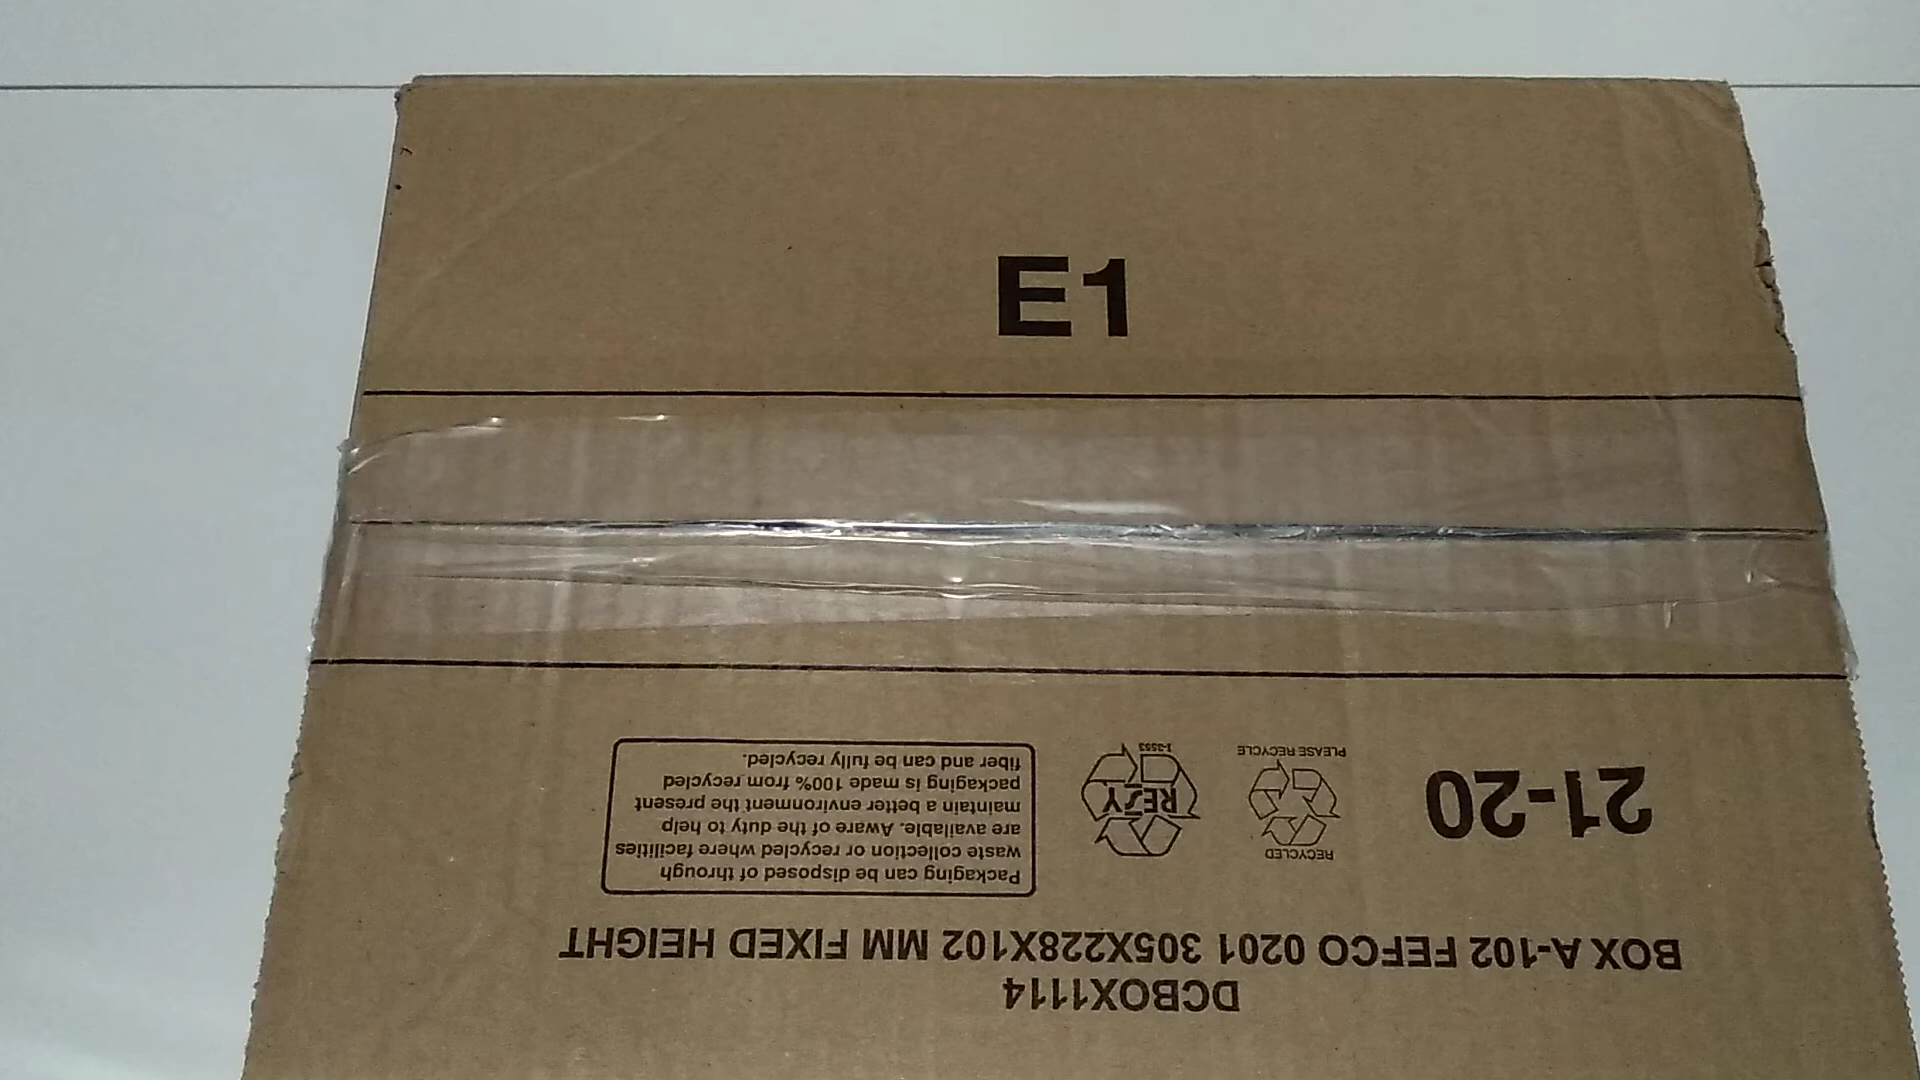 E1
DCBOX1114
BOX A-102 FEFCO 0201 305X228X102 MM FIXED HEIGHT
21-20
RECYCLED
PLEASE RECYCLE
RESY
1-3553
Packaging can be disposed of through
waste collection or recycled where facilities
are available. Aware of the duty to help
maintain a better environment the present
packaging is made 100% from recycled
fiber and can be fully recycled.